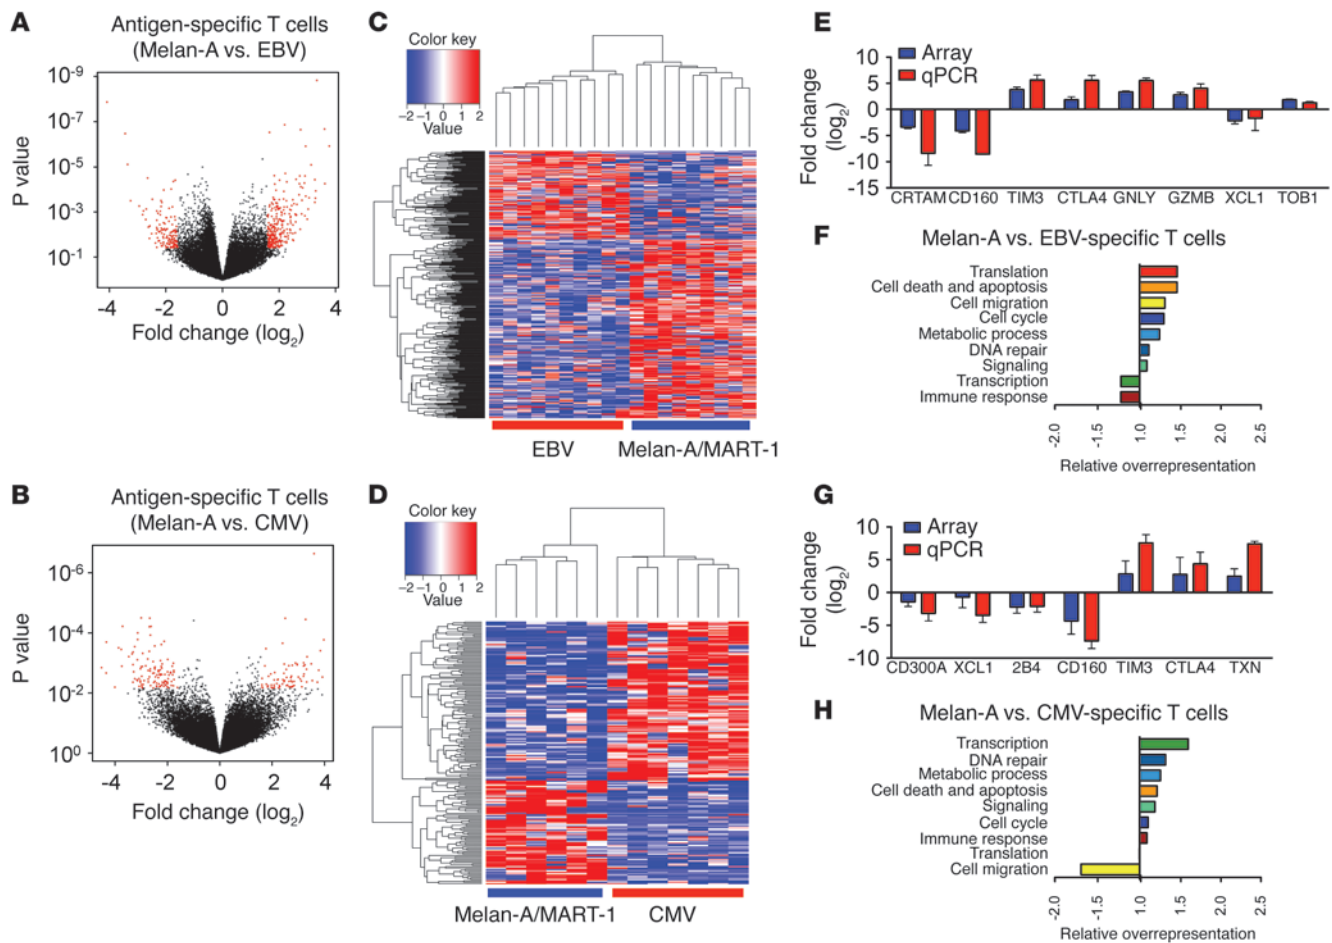 A
Antigen-specific T cells
(Melan-A vs. EBV)
P value
10-9
10-7
10-5
10-3
10-1
-4 -2 0 2 4
Fold change (log2)
B
Antigen-specific T cells
(Melan-A vs. CMV)
P value
10-6
10-4
10-2
100
-4 -2 0 2 4
Fold change (log2)
C
Color key
−2 −1 0 1 2
Value
EBV Melan-A/MART-1
D
Color key
−2 −1 0 1 2
Value
Melan-A/MART-1 CMV
E
Fold change
(log2)
10
5
0
-5
-10
-15
Array
qPCR
CRTAM CD160 TIM3 CTLA4 GNLY GZMB XCL1 TOB1
F
Melan-A vs. EBV-specific T cells
Translation
Cell death and apoptosis
Cell migration
Cell cycle
Metabolic process
DNA repair
Signaling
Transcription
Immune response
-2.0 -1.5 1.0 1.5 2.0 2.5
Relative overrepresentation
G
Fold change
(log2)
10
5
0
-5
-10
Array
qPCR
CD300A XCL1 2B4 CD160 TIM3 CTLA4 TXN
H
Melan-A vs. CMV-specific T cells
Transcription
DNA repair
Metabolic process
Cell death and apoptosis
Signaling
Cell cycle
Immune response
Translation
Cell migration
-2.0 -1.5 1.0 1.5 2.0 2.5
Relative overrepresentation